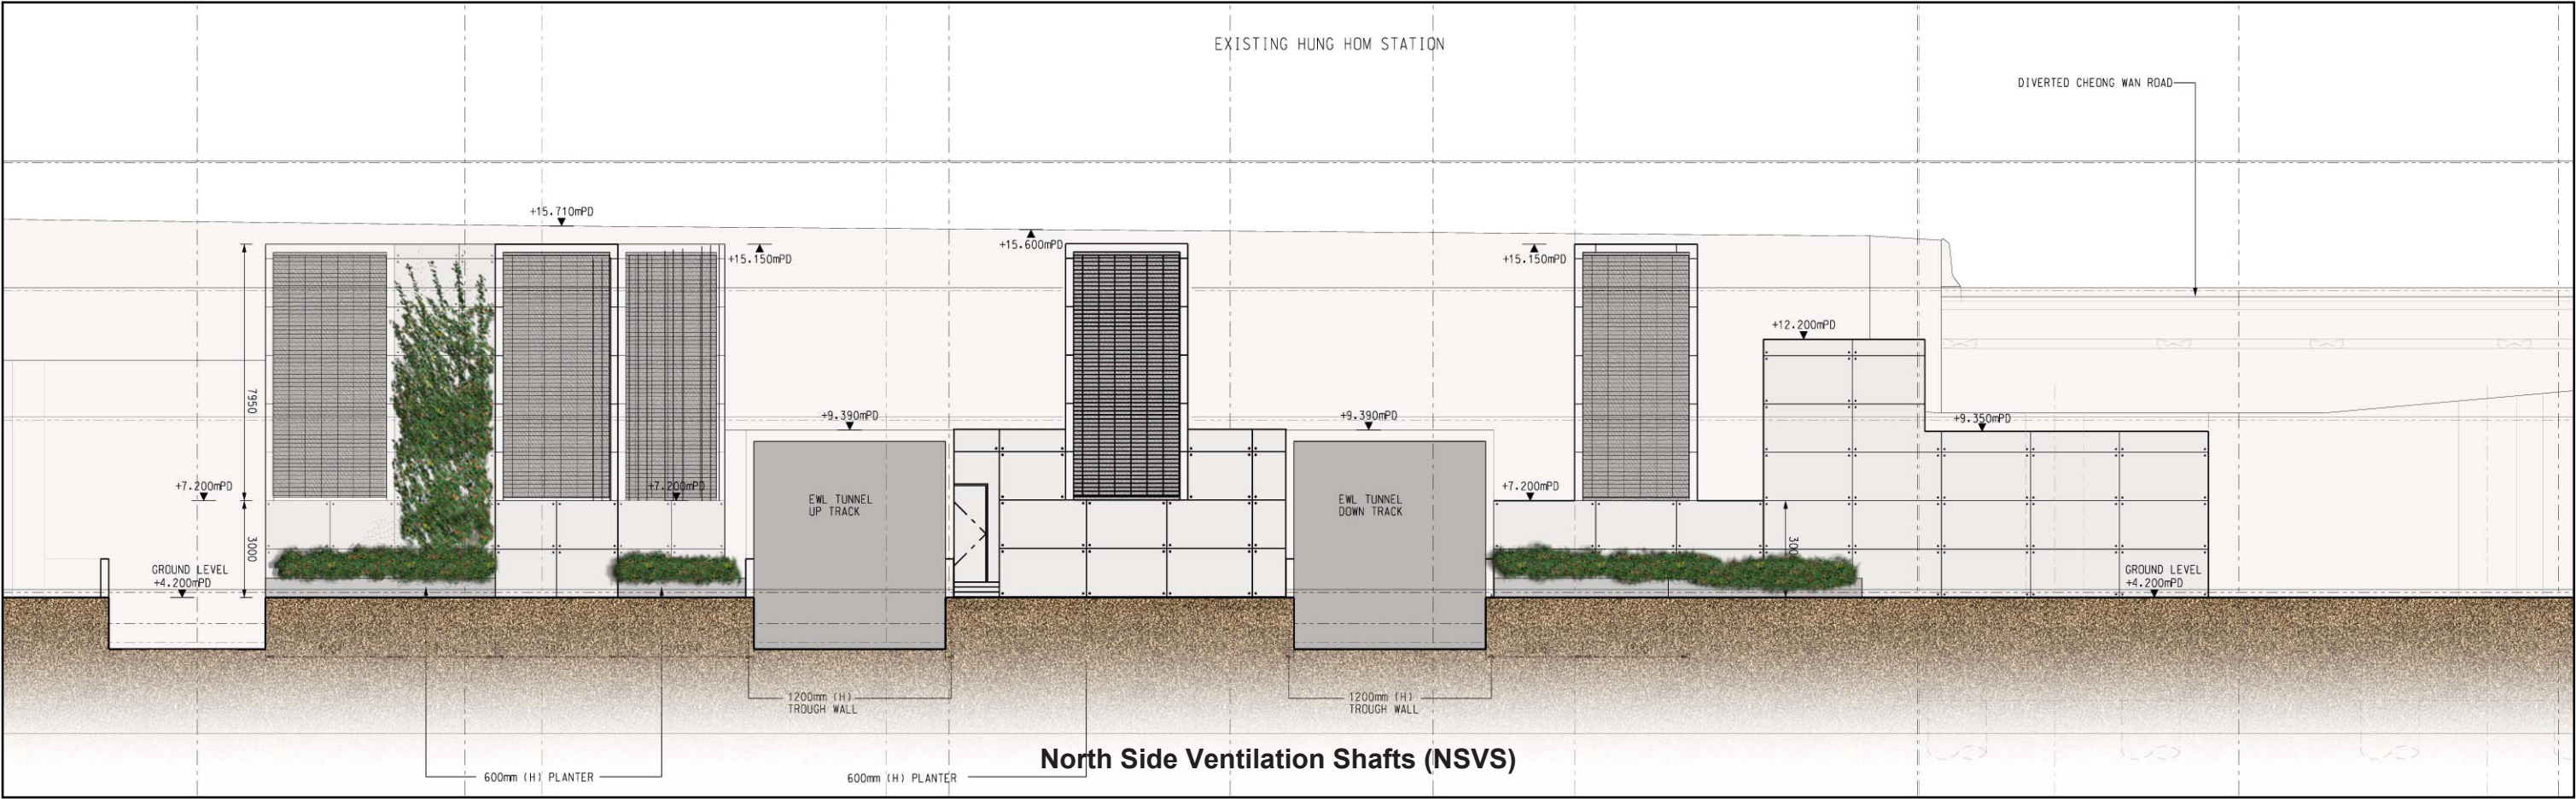 EXISTING HUNG HOM STATION
DIVERTED CHEONG WAN ROAD
+15.710mPD
+15.600mPD
+15.150mPD
+15.150mPD
+12.200mPD
7950
+9.390mPD
+9.390mPD
+9.350mPD
+7.200mPD
+7.200mPD
+7.200mPD
EWL TUNNEL
UP TRACK
EWL TUNNEL
DOWN TRACK
3000
GROUND LEVEL
+4.200mPD
GROUND LEVEL
+4.200mPD
1200mm (H)
TROUGH WALL
1200mm (H)
TROUGH WALL
600mm (H) PLANTER
600mm (H) PLANTER
North Side Ventilation Shafts (NSVS)